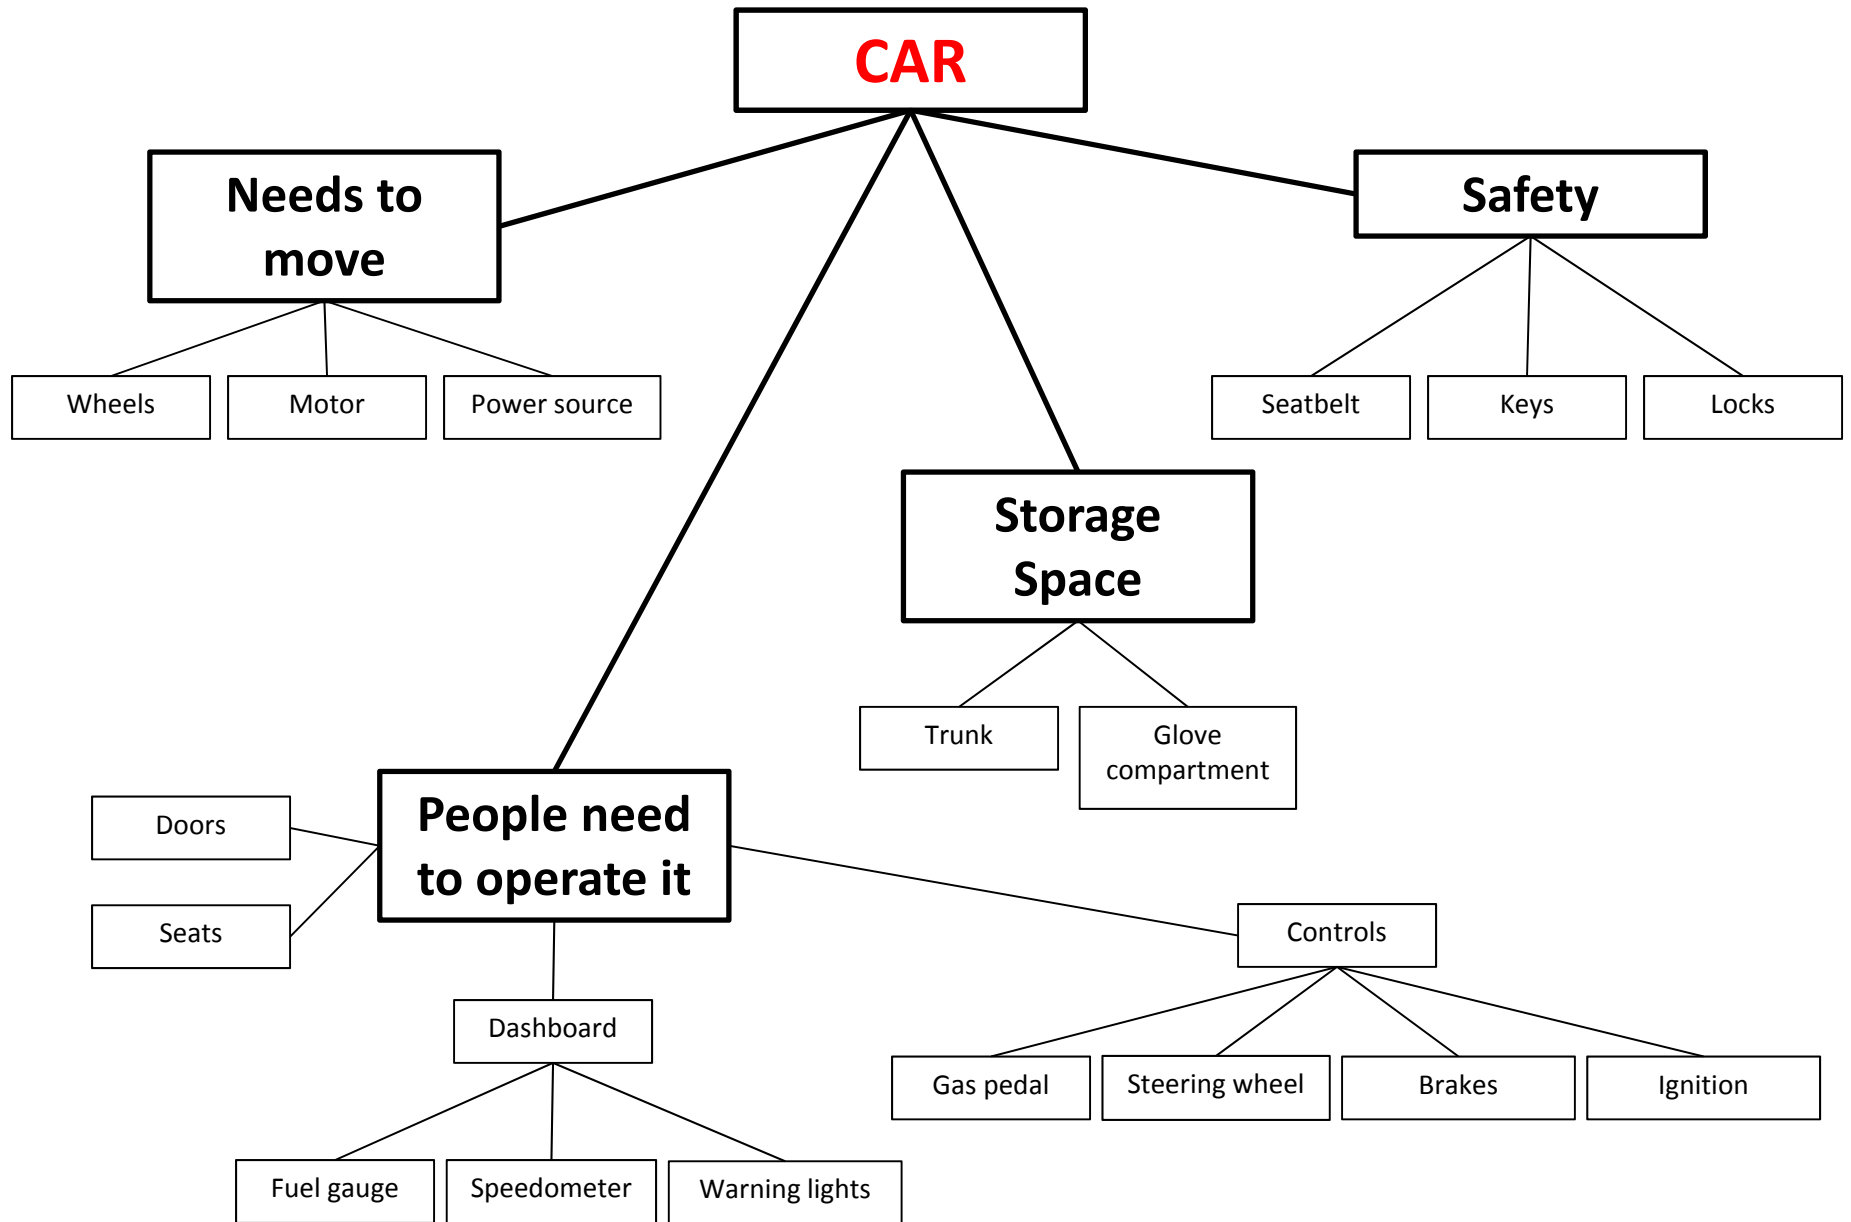 CAR
Needs to
move
Safety
Wheels
Motor
Power source
Seatbelt
Keys
Locks
Storage
Space
Trunk
Glove
compartment
People need
to operate it
Doors
Seats
Controls
Dashboard
Gas pedal
Steering wheel
Brakes
Ignition
Fuel gauge
Speedometer
Warning lights